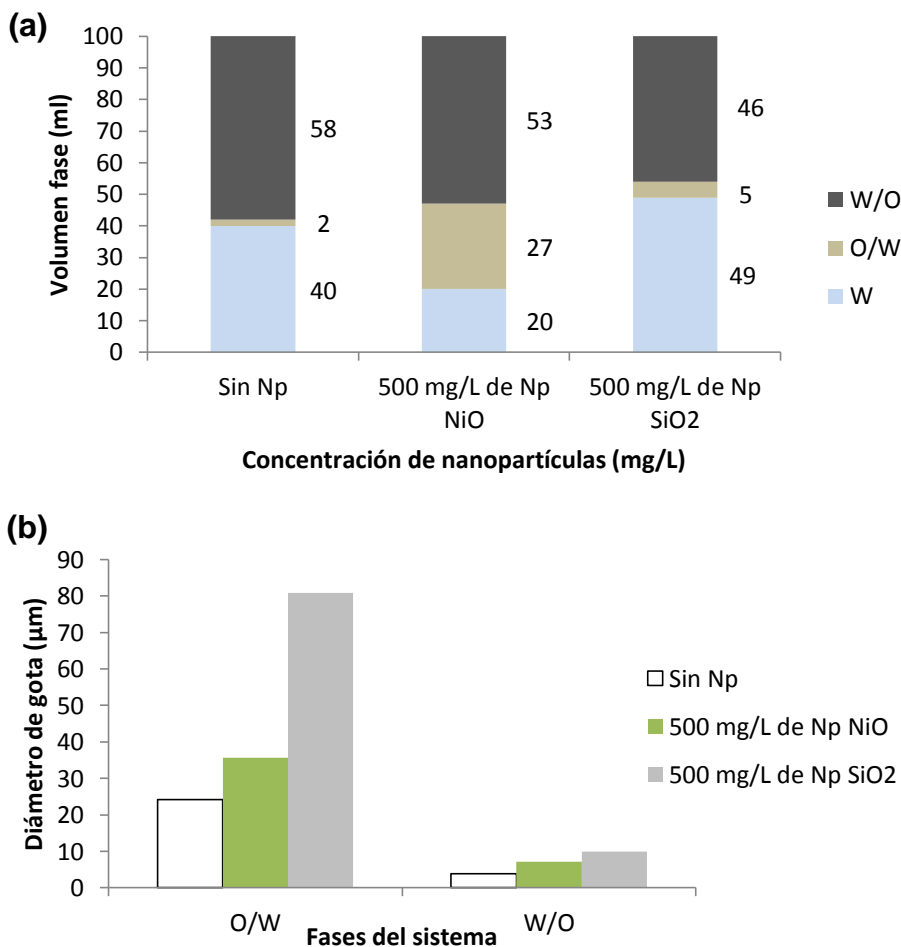 (a)
Volumen fase (ml)
100
90
80
70
60
50
40
30
20
10
0
58
2
40
53
27
20
46
5
49
W/O
O/W
W
Sin Np
500 mg/L de Np
NiO
500 mg/L de Np
SiO2
Concentración de nanopartículas (mg/L)
(b)
Diámetro de gota (µm)
90
80
70
60
50
40
30
20
10
0
Sin Np
500 mg/L de Np NiO
500 mg/L de Np SiO2
O/W
W/O
Fases del sistema